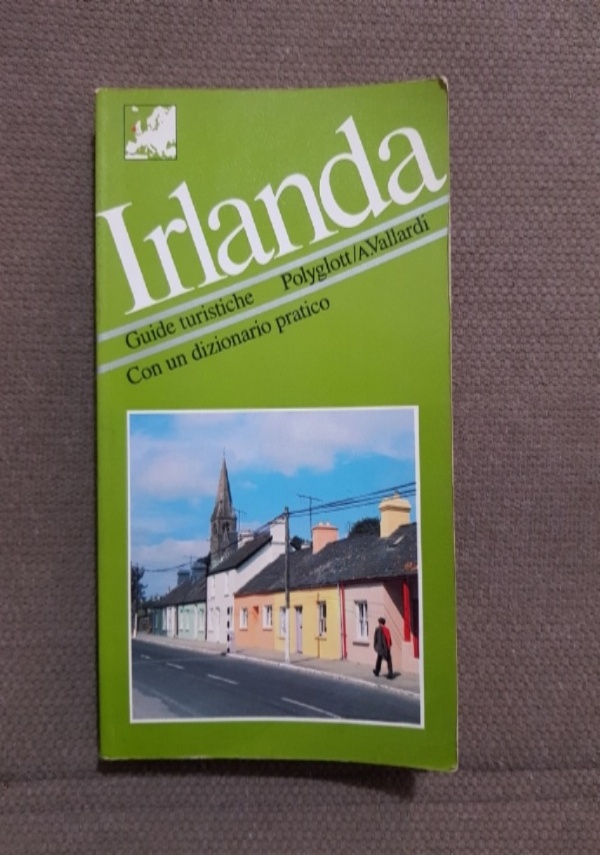 Irlanda
Guide turistiche Polyglott/A.Vallardi
Con un dizionario pratico